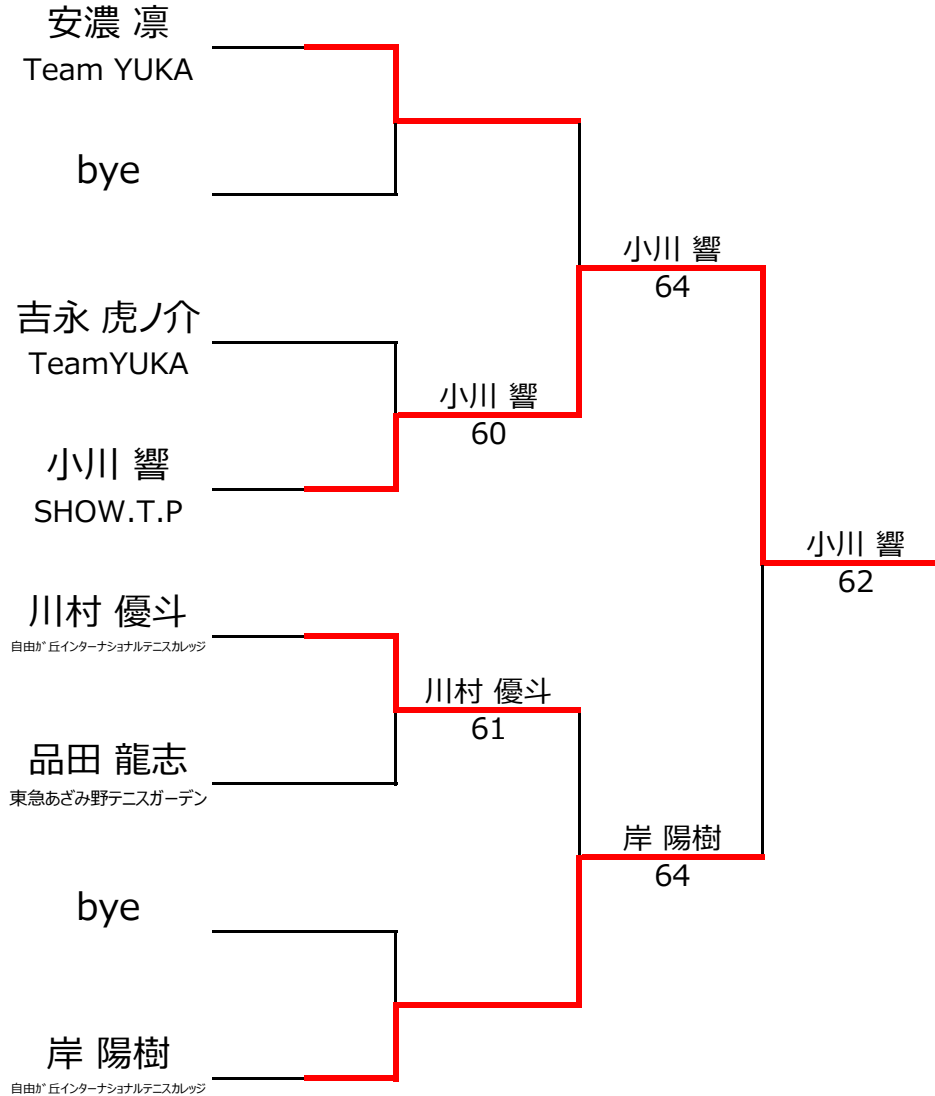 安濃 凛
Team YUKA
bye
小川 響
64
吉永 虎ノ介
TeamYUKA
小川 響
60
小川 響
SHOW.T.P
小川 響
62
川村 優斗
自由が丘インターナショナルテニスカレッジ
川村 優斗
61
品田 龍志
東急あざみ野テニスガーデン
岸 陽樹
64
bye
岸 陽樹
自由が丘インターナショナルテニスカレッジ